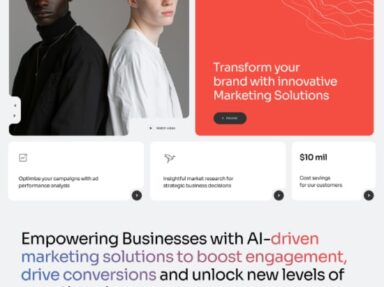 Transform your
brand with innovative
Marketing Solutions
Watch video
Optimise your campaigns with ad
performance analysis
Insightful market research for
strategic business decisions
$10 mil
Cost savings
for our customers
Empowering Businesses with AI-driven
marketing solutions to boost engagement,
drive conversions and unlock new levels of